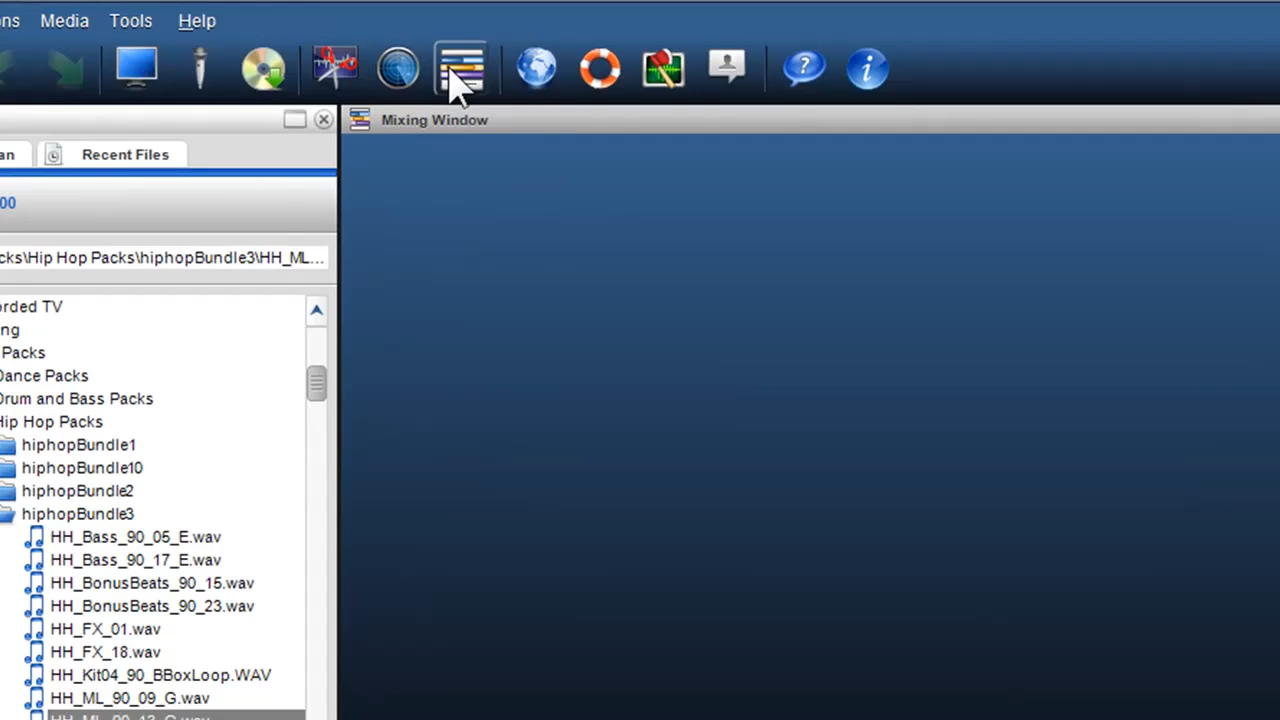 ons Media Tools Help
Mixing Window
an Recent Files
00
cks\Hip Hop Packs\hiphopBundle3\HH_ML...
orded TV
ng
Packs
Dance Packs
Drum and Bass Packs
Hip Hop Packs
hiphopBundle1
hiphopBundle10
hiphopBundle2
hiphopBundle3
HH_Bass_90_05_E.wav
HH_Bass_90_17_E.wav
HH_BonusBeats_90_15.wav
HH_BonusBeats_90_23.wav
HH_FX_01.wav
HH_FX_18.wav
HH_Kit04_90_BBoxLoop.WAV
HH_ML_90_09_G.wav